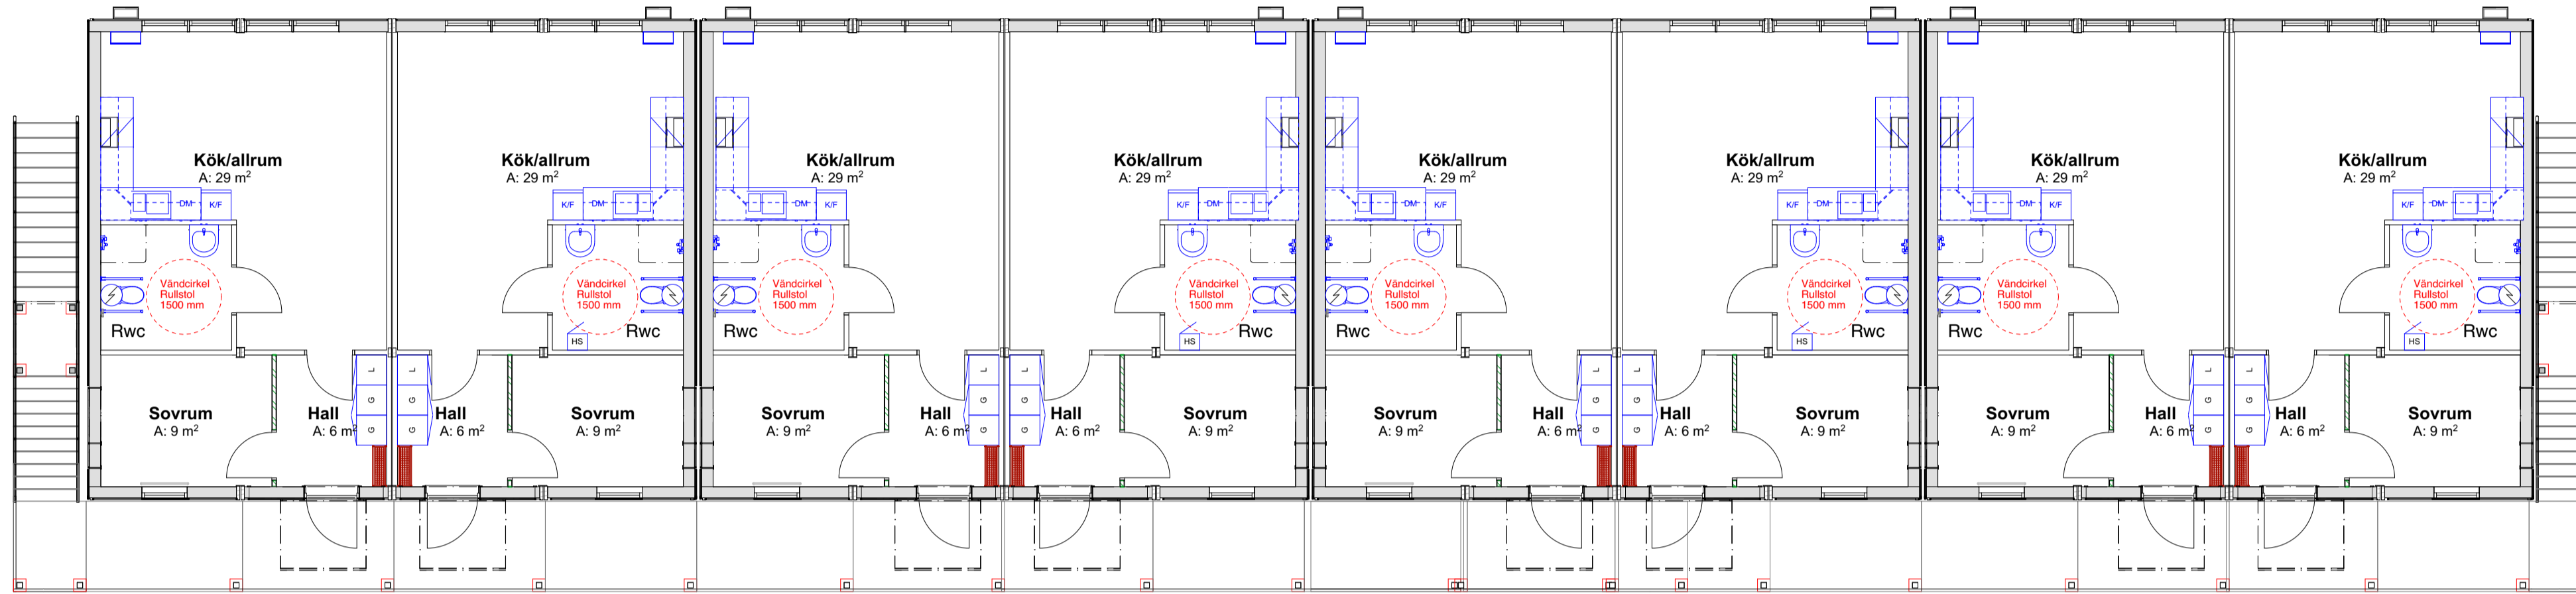 Kök/allrum
A: 29 m²
DM
K/F
Vändcirkel
Rullstol
1500 mm
Rwc
Sovrum
A: 9 m²
Hall
A: 6 m²
L
G
G
Kök/allrum
A: 29 m²
K/F
DM
Vändcirkel
Rullstol
1500 mm
Rwc
HS
L
G
G
Hall
A: 6 m²
Sovrum
A: 9 m²
Kök/allrum
A: 29 m²
DM
K/F
Vändcirkel
Rullstol
1500 mm
Rwc
Sovrum
A: 9 m²
Hall
A: 6 m²
L
G
G
Kök/allrum
A: 29 m²
K/F
DM
Vändcirkel
Rullstol
1500 mm
Rwc
HS
L
G
G
Hall
A: 6 m²
Sovrum
A: 9 m²
Kök/allrum
A: 29 m²
DM
K/F
Vändcirkel
Rullstol
1500 mm
Rwc
Sovrum
A: 9 m²
Hall
A: 6 m²
L
G
G
Kök/allrum
A: 29 m²
K/F
DM
Vändcirkel
Rullstol
1500 mm
Rwc
HS
L
G
G
Hall
A: 6 m²
Sovrum
A: 9 m²
Kök/allrum
A: 29 m²
DM
K/F
Vändcirkel
Rullstol
1500 mm
Rwc
Sovrum
A: 9 m²
Hall
A: 6 m²
L
G
G
Kök/allrum
A: 29 m²
K/F
DM
Vändcirkel
Rullstol
1500 mm
Rwc
HS
L
G
G
Hall
A: 6 m²
Sovrum
A: 9 m²